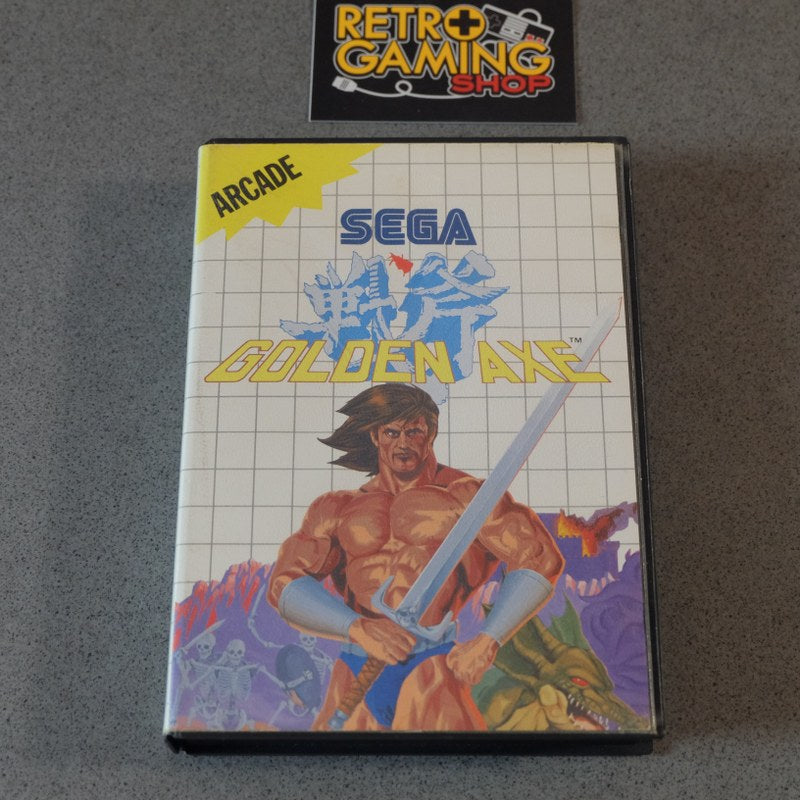 RETRO
GAMING
SHOP
ARCADE
SEGA
戦斧
GOLDEN AXE™